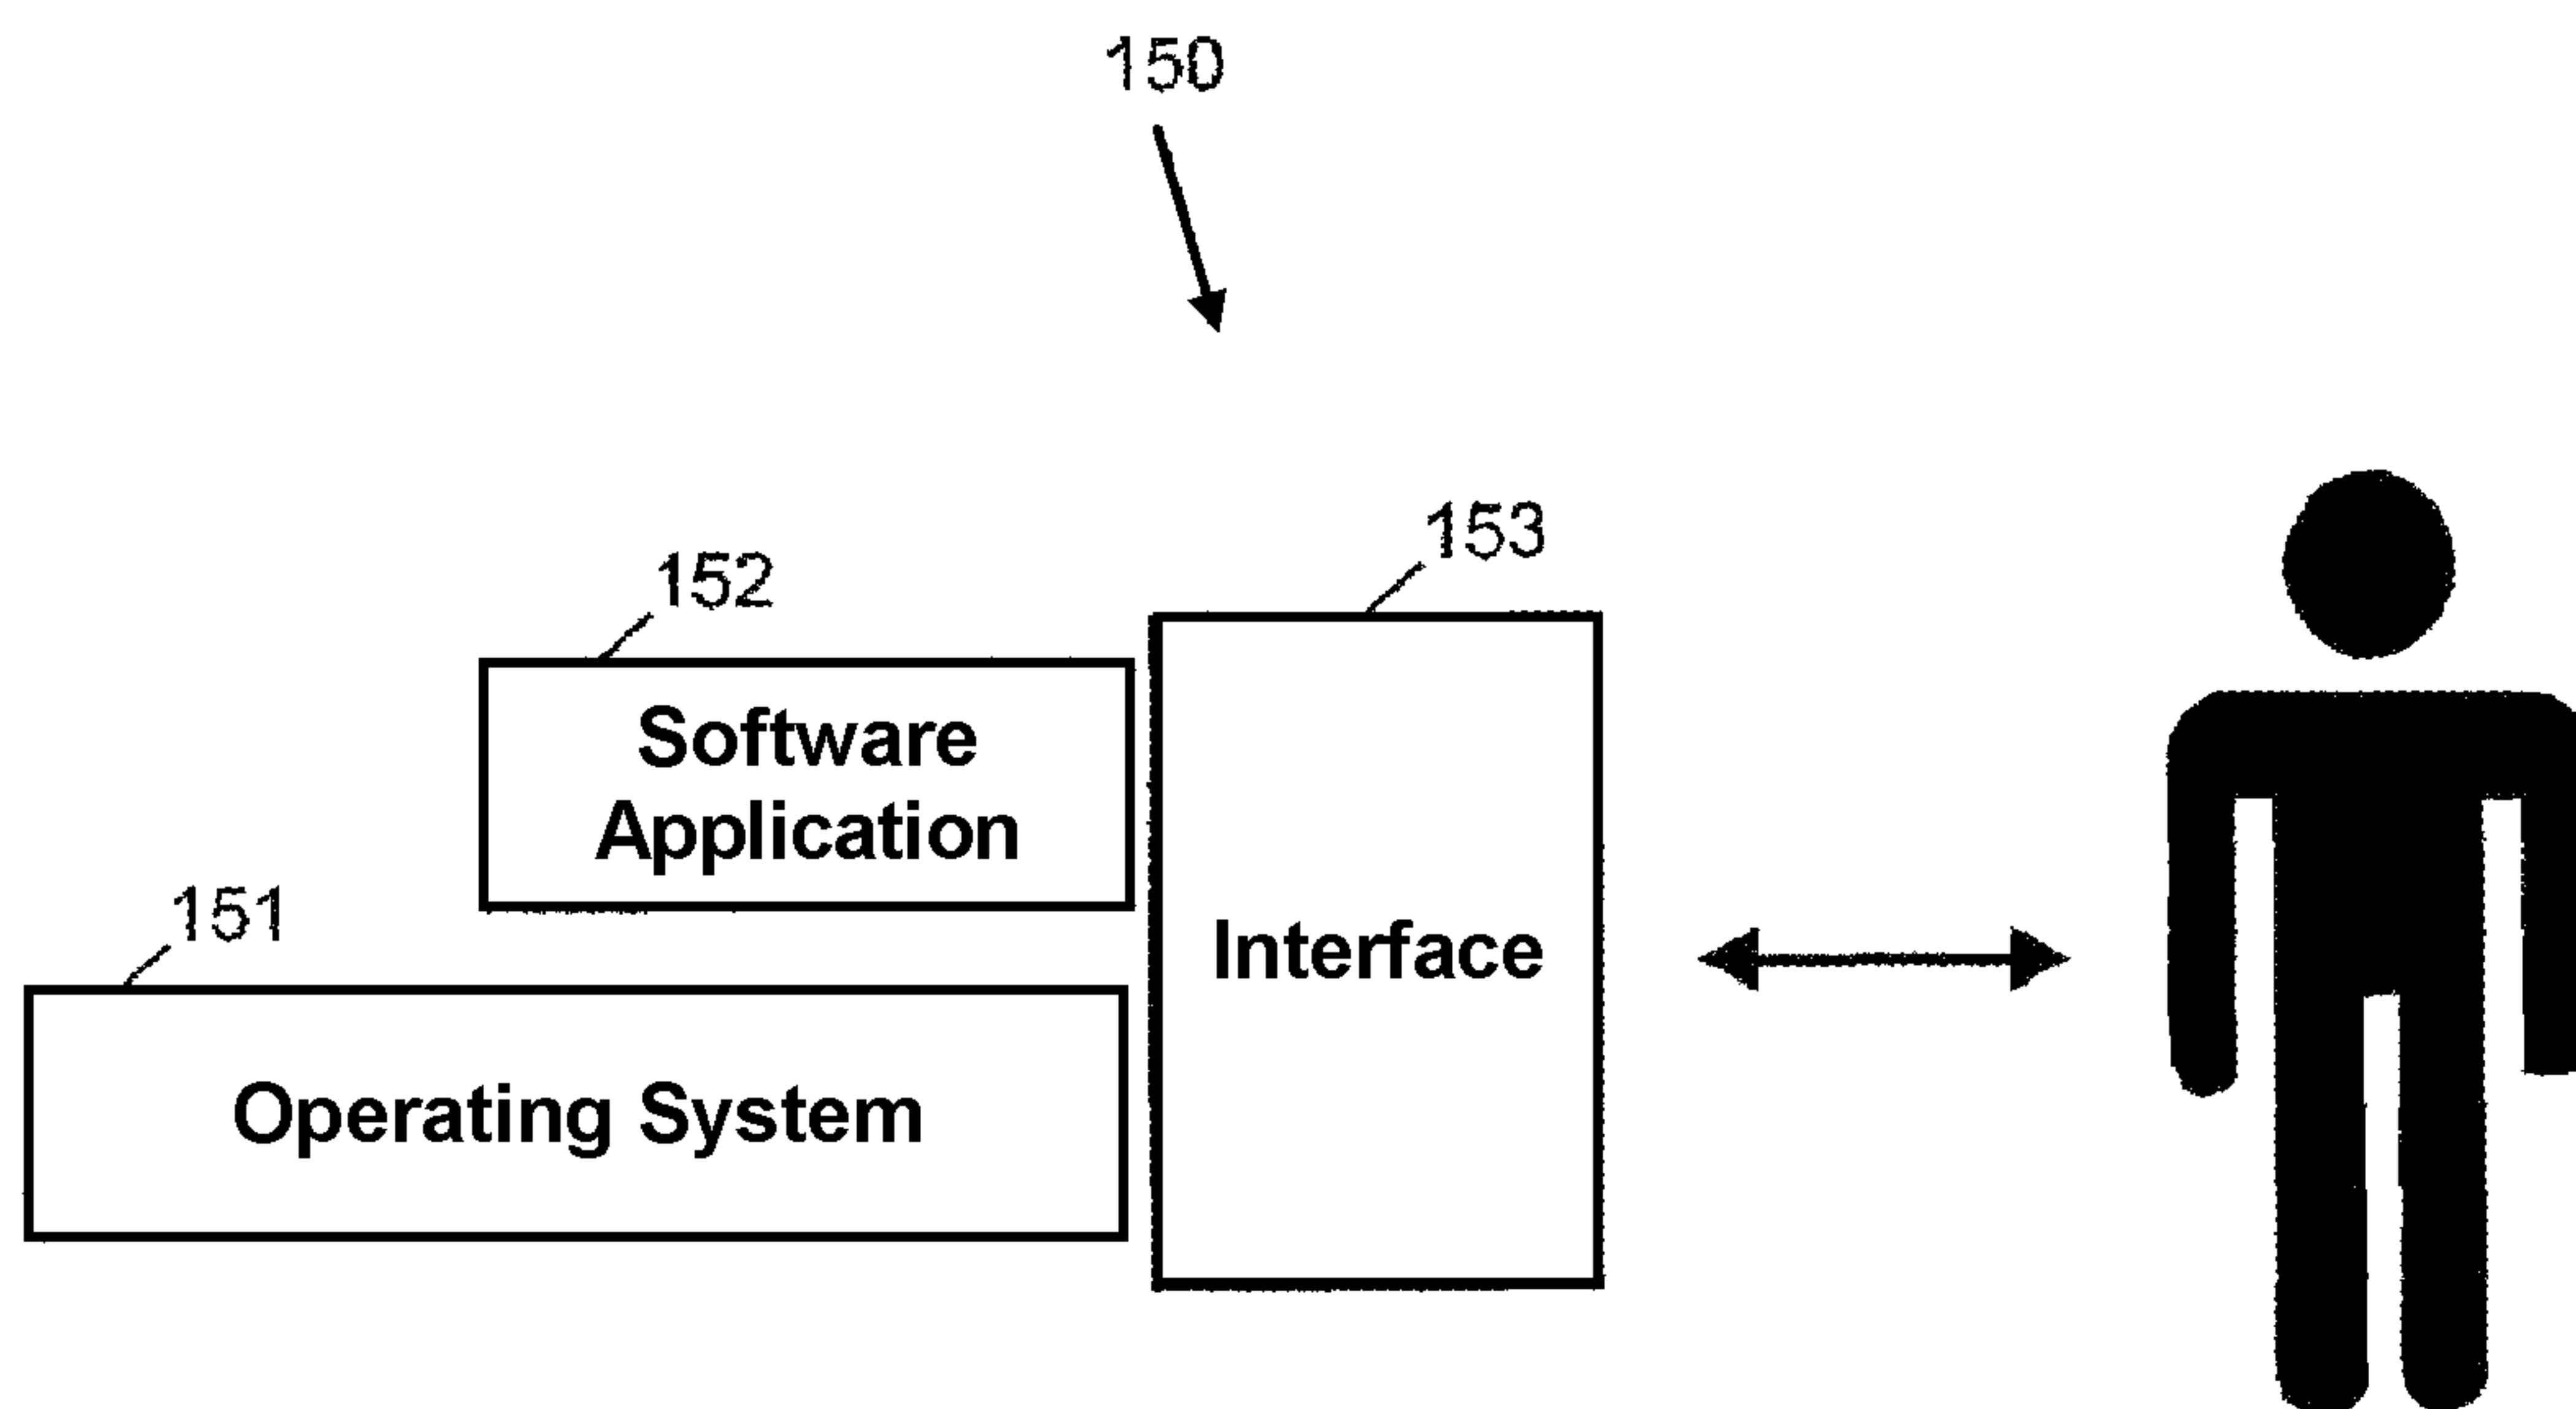 150
153
152
Software
Application
151
Interface
Operating System